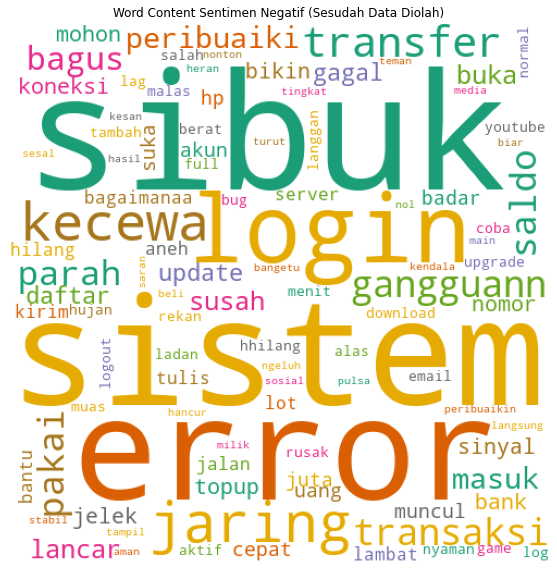 Word Content Sentimen Negatif (Sesudah Data Diolah)
mohon
salah
nonton
peribuaiki
transfer
normal
bagus
heran
teman
koneksi
lag
malas
hp
bikin
gagal
buka
tingkat
media
sibuk
kesan
tambah
berat
suka
akun
full
langgan
youtube
sesal
hasil
turut
biar
saldo
bagaimanaa
bug
server
nol
badar
kecewa
login
coba
main
upgrade
hilang
aneh
saran
bangetu
kendala
parah
update
gangguann
daftar
beli
susah
menit
nomor
kirim
hujan
rekan
download
sistem
logout
ladan
hhilang
alas
ngeluh
sosial
pulsa
email
tulis
muas
hancur
lot
peribuaikin
error
langsung
pakai
bantu
milik
rusak
sinyal
jalan
topup
juta
uang
masuk
jelek
jaring
muncul
bank
stabil
tampil
transaksi
lancar
aman
aktif
cepat
lambat
nyaman
game
log